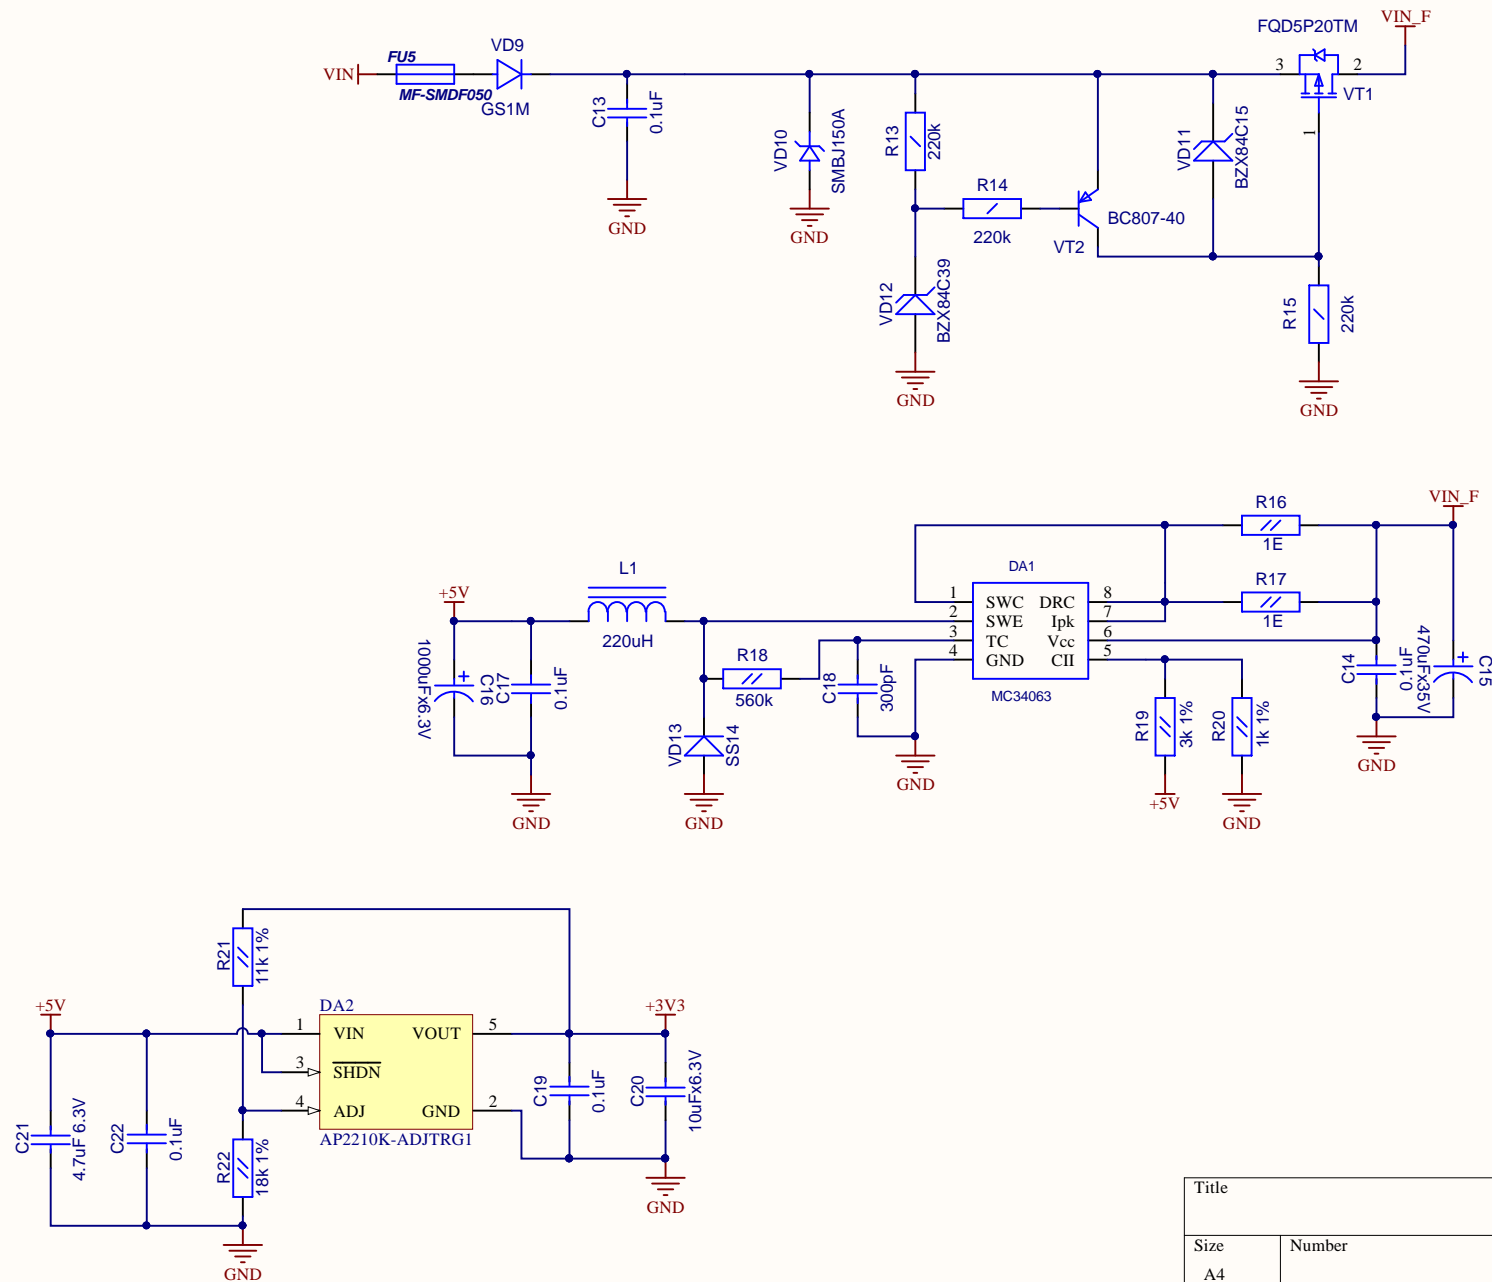 VIN
FU5
MF-SMDF050
VD9
GS1M
C13
0.1uF
GND
VD10
SMBJ150A
GND
R13
220k
R14
220k
VD12
BZX84C39
GND
BC807-40
VT2
VD11
BZX84C15
FQD5P20TM
VIN_F
3
2
1
VT1
R15
220k
GND
+5V
1000uFx6.3V
C16
C17
0.1uF
GND
L1
220uH
R18
560k
VD13
SS14
GND
C18
300pF
GND
DA1
1 SWC DRC 8
2 SWE Ipk 7
3 TC Vcc 6
4 GND CII 5
MC34063
R16
1E
R17
1E
VIN_F
R19
3k 1%
+5V
R20
1k 1%
GND
C14
0.1uF
470uFx35V
C15
GND
+5V
C21
4.7uF 6.3V
C22
0.1uF
R21
11k 1%
R22
18k 1%
GND
DA2
1 VIN VOUT 5
3 SHDN
4 ADJ GND 2
AP2210K-ADJTRG1
C19
0.1uF
+3V3
C20
10uFx6.3V
GND
Title
Size Number
A4